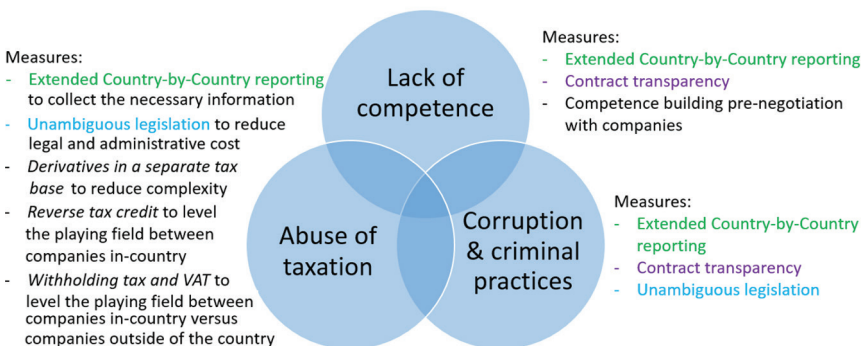 Measures:
- Extended Country-by-Country reporting
to collect the necessary information
- Unambiguous legislation to reduce
legal and administrative cost
- Derivatives in a separate tax
base to reduce complexity
- Reverse tax credit to level
the playing field between
companies in-country
- Withholding tax and VAT to
level the playing field between
companies in-country versus
companies outside of the country
Lack of
competence
Abuse of
taxation
Corruption
& criminal
practices
Measures:
- Extended Country-by-Country reporting
- Contract transparency
- Competence building pre-negotiation
with companies
Measures:
- Extended Country-by-Country
reporting
- Contract transparency
- Unambiguous legislation